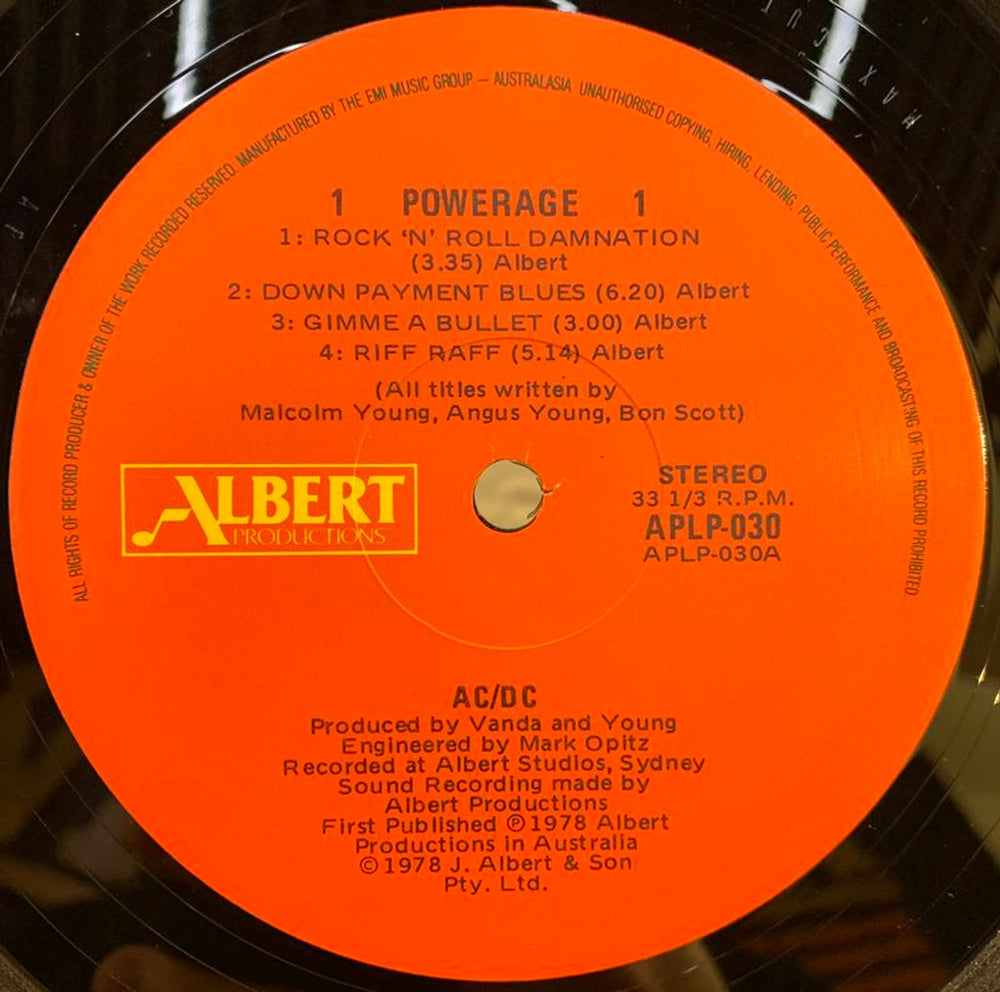 ALL RIGHTS OF RECORD PRODUCER & OWNER OF THE WORK RECORDED RESERVED. MANUFACTURED BY THE EMI MUSIC GROUP – AUSTRALASIA. UNAUTHORISED COPYING, HIRING, LENDING, PUBLIC PERFORMANCE AND BROADCASTING OF THIS RECORD PROHIBITED.
1 POWERAGE 1
1: ROCK ‘N’ ROLL DAMNATION
(3.35) Albert
2: DOWN PAYMENT BLUES (6.20) Albert
3: GIMME A BULLET (3.00) Albert
4: RIFF RAFF (5.14) Albert
(All titles written by
Malcolm Young, Angus Young, Bon Scott)
ALBERT
PRODUCTIONS
STEREO
33 1/3 R.P.M.
APLP-030
APLP-030A
AC/DC
Produced by Vanda and Young
Engineered by Mark Opitz
Recorded at Albert Studios, Sydney
Sound Recording made by
Albert Productions
First Published ℗ 1978 Albert
Productions in Australia
© 1978 J. Albert & Son
Pty. Ltd.